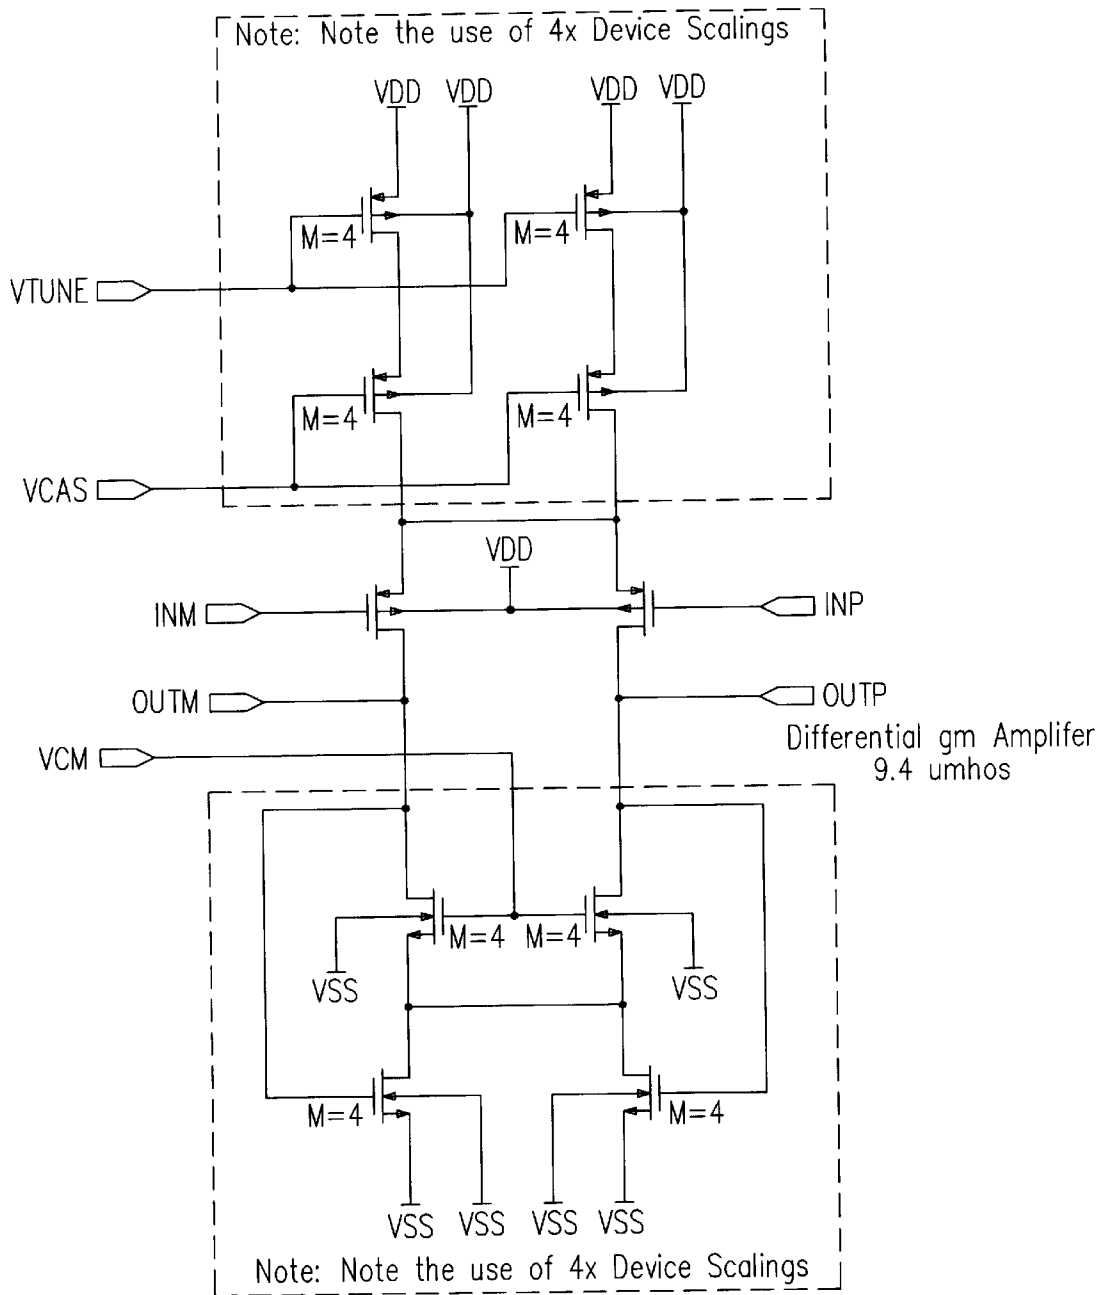 Note: Note the use of 4x Device Scalings
VDD VDD VDD VDD
M=4 M=4
VTUNE
M=4 M=4
VCAS
VDD
INM INP
OUTM OUTP
Differential gm Amplifer
VCM
9.4 umhos
M=4 M=4
VSS VSS
M=4 M=4
VSS VSS VSS VSS
Note: Note the use of 4x Device Scalings